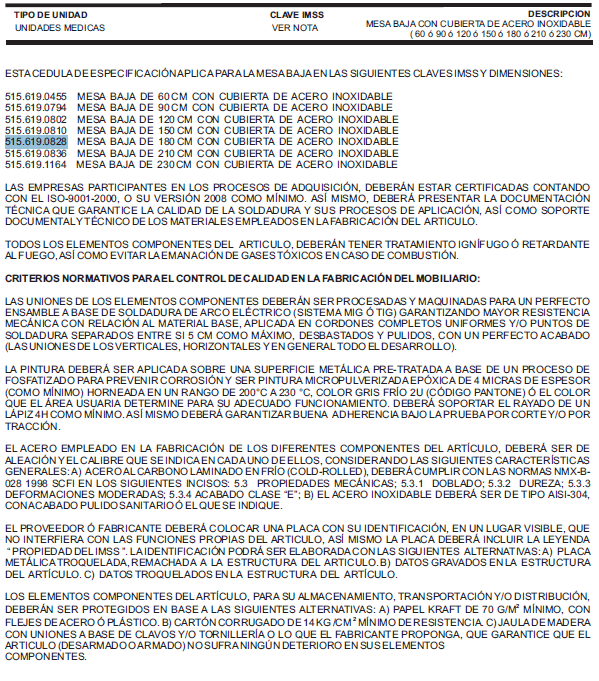 TIPO DE UNIDAD
UNIDADES MEDICAS
CLAVE IMSS
VER NOTA
DESCRIPCION
MESA BAJA CON CUBIERTA DE ACERO INOXIDABLE
( 60 ó 90 ó 120 ó 150 ó 180 ó 210 ó 230 CM)
ESTA CEDULA DE ESPECIFICACIÓN APLICA PARA LA MESA BAJA EN LAS SIGUIENTES CLAVES IMSS Y DIMENSIONES:
515.619.0455 MESA BAJA DE 60 CM CON CUBIERTA DE ACERO INOXIDABLE
515.619.0794 MESA BAJA DE 90 CM CON CUBIERTA DE ACERO INOXIDABLE
515.619.0802 MESA BAJA DE 120 CM CON CUBIERTA DE ACERO INOXIDABLE
515.619.0810 MESA BAJA DE 150 CM CON CUBIERTA DE ACERO INOXIDABLE
515.619.0828 MESA BAJA DE 180 CM CON CUBIERTA DE ACERO INOXIDABLE
515.619.0836 MESA BAJA DE 210 CM CON CUBIERTA DE ACERO INOXIDABLE
515.619.1164 MESA BAJA DE 230 CM CON CUBIERTA DE ACERO INOXIDABLE
LAS EMPRESAS PARTICIPANTES EN LOS PROCESOS DE ADQUISICIÓN, DEBERÁN ESTAR CERTIFICADAS CONTANDO
CON EL ISO-9001-2000, O SU VERSIÓN 2008 COMO MÍNIMO. ASÍ MISMO, DEBERÁ PRESENTAR LA DOCUMENTACIÓN
TÉCNICA QUE GARANTICE LA CALIDAD DE LA SOLDADURA Y SUS PROCESOS DE APLICACIÓN, ASÍ COMO SOPORTE
DOCUMENTAL Y TÉCNICO DE LOS MATERIALES EMPLEADOS EN LA FABRICACIÓN DEL ARTICULO.
TODOS LOS ELEMENTOS COMPONENTES DEL ARTICULO, DEBERÁN TENER TRATAMIENTO IGNÍFUGO Ó RETARDANTE
AL FUEGO, ASÍ COMO EVITAR LA EMANACIÓN DE GASES TÓXICOS EN CASO DE COMBUSTIÓN.
CRITERIOS NORMATIVOS PARA EL CONTROL DE CALIDAD EN LA FABRICACIÓN DEL MOBILIARIO:
LAS UNIONES DE LOS ELEMENTOS COMPONENTES DEBERÁN SER PROCESADAS Y MAQUINADAS PARA UN PERFECTO
ENSAMBLE A BASE DE SOLDADURA DE ARCO ELÉCTRICO (SISTEMA MIG Ó TIG) GARANTIZANDO MAYOR RESISTENCIA
MECÁNICA CON RELACIÓN AL MATERIAL BASE, APLICADA EN CORDONES COMPLETOS UNIFORMES Y/O PUNTOS DE
SOLDADURA SEPARADOS ENTRE SI 5 CM COMO MÁXIMO, DESBASTADOS Y PULIDOS, CON UN PERFECTO ACABADO
(LAS UNIONES DE LOS VERTICALES, HORIZONTALES Y EN GENERAL TODO EL DESARROLLO).
LA PINTURA DEBERÁ SER APLICADA SOBRE UNA SUPERFICIE METÁLICA PRE-TRATADA A BASE DE UN PROCESO DE
FOSFATIZADO PARA PREVENIR CORROSIÓN Y SER PINTURA MICROPULVERIZADA EPÓXICA DE 4 MICRAS DE ESPESOR
(COMO MÍNIMO) HORNEADA EN UN RANGO DE 200°C A 230 °C, COLOR GRIS FRÍO 2U (CÓDIGO PANTONE) Ó EL COLOR
QUE EL ÁREA USUARIA DETERMINE PARA SU ADECUADO FUNCIONAMIENTO. DEBERÁ SOPORTAR EL RAYADO DE UN
LÁPIZ 4H COMO MÍNIMO. ASÍ MISMO DEBERÁ GARANTIZAR BUENA ADHERENCIA BAJO LA PRUEBA POR CORTE Y/O POR
TRACCIÓN.
EL ACERO EMPLEADO EN LA FABRICACIÓN DE LOS DIFERENTES COMPONENTES DEL ARTÍCULO, DEBERÁ SER DE
ALEACIÓN Y EL CALIBRE QUE SE INDICA EN CADA UNO DE ELLOS, CONSIDERANDO LAS SIGUIENTES CARACTERÍSTICAS
GENERALES: A) ACERO AL CARBONO LAMINADO EN FRÍO (COLD-ROLLED), DEBERÁ CUMPLIR CON LAS NORMAS NMX-B-
028 1998 SCFI EN LOS SIGUIENTES INCISOS: 5.3 PROPIEDADES MECÁNICAS; 5.3.1 DOBLADO; 5.3.2 DUREZA; 5.3.3
DEFORMACIONES MODERADAS; 5.3.4 ACABADO CLASE "E"; B) EL ACERO INOXIDABLE DEBERÁ SER DE TIPO AISI-304,
CON ACABADO PULIDO SANITARIO Ó EL QUE SE INDIQUE.
EL PROVEEDOR Ó FABRICANTE DEBERÁ COLOCAR UNA PLACA CON SU IDENTIFICACIÓN, EN UN LUGAR VISIBLE, QUE
NO INTERFIERA CON LAS FUNCIONES PROPIAS DEL ARTICULO, ASÍ MISMO LA PLACA DEBERÁ INCLUIR LA LEYENDA
"PROPIEDAD DEL IMSS". LA IDENTIFICACIÓN PODRÁ SER ELABORADA CON LAS SIGUIENTES ALTERNATIVAS: A) PLACA
METÁLICA TROQUELADA, REMACHADA A LA ESTRUCTURA DEL ARTICULO. B) DATOS GRAVADOS EN LA ESTRUCTURA
DEL ARTÍCULO. C) DATOS TROQUELADOS EN LA ESTRUCTURA DEL ARTÍCULO.
LOS ELEMENTOS COMPONENTES DEL ARTÍCULO, PARA SU ALMACENAMIENTO, TRANSPORTACIÓN Y/O DISTRIBUCIÓN,
DEBERÁN SER PROTEGIDOS EN BASE A LAS SIGUIENTES ALTERNATIVAS: A) PAPEL KRAFT DE 70 G/M² MÍNIMO, CON
FLEJES DE ACERO Ó PLÁSTICO. B) CARTÓN CORRUGADO DE 14 KG /CM² MÍNIMO DE RESISTENCIA. C) JAULA DE MADERA
CON UNIONES A BASE DE CLAVOS Y/O TORNILLERÍA O LO QUE EL FABRICANTE PROPONGA, QUE GARANTICE QUE EL
ARTICULO (DESARMADO O ARMADO) NO SUFRA NINGÚN DETERIORO EN SUS ELEMENTOS
COMPONENTES.